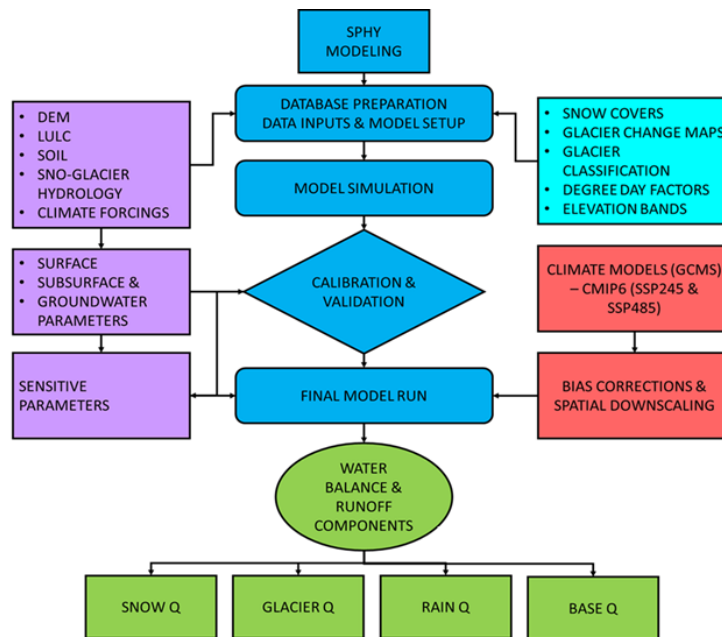 SPHY
MODELING
DATABASE PREPARATION
DATA INPUTS & MODEL SETUP
• DEM
• LULC
• SOIL
• SNO-GLACIER
HYDROLOGY
• CLIMATE FORCINGS
• SNOW COVERS
• GLACIER CHANGE MAPS
• GLACIER
CLASSIFICATION
• DEGREE DAY FACTORS
• ELEVATION BANDS
MODEL SIMULATION
• SURFACE
• SUBSURFACE &
• GROUNDWATER
PARAMETERS
CALIBRATION &
VALIDATION
CLIMATE MODELS (GCMS)
– CMIP6 (SSP245 &
SSP485)
SENSITIVE
PARAMETERS
FINAL MODEL RUN
BIAS CORRECTIONS &
SPATIAL DOWNSCALING
WATER
BALANCE &
RUNOFF
COMPONENTS
SNOW Q
GLACIER Q
RAIN Q
BASE Q